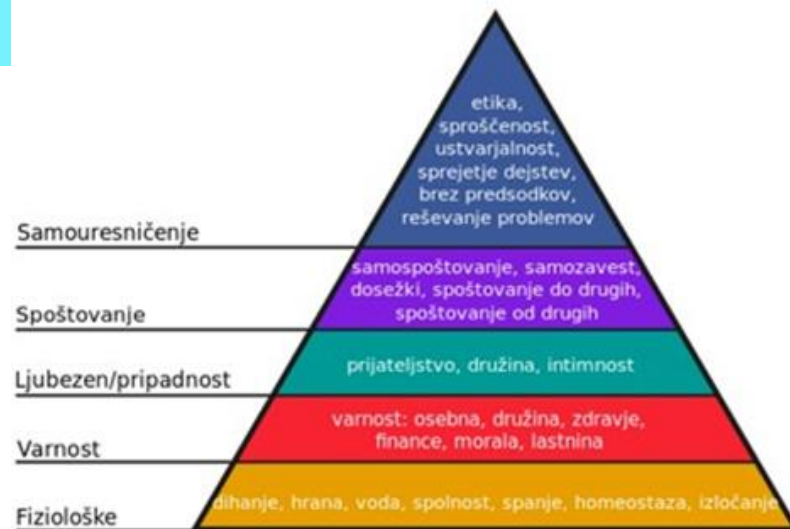 etika,
sproščenost,
ustvarjalnost,
sprejetje dejstev,
brez predsodkov,
reševanje problemov
Samouresničenje
samospoštovanje, samozavest,
dosežki, spoštovanje do drugih,
spoštovanje od drugih
Spoštovanje
prijateljstvo, družina, intimnost
Ljubezen/pripadnost
varnost: osebna, družina, zdravje,
finance, morala, lastnina
Varnost
dihanje, hrana, voda, spolnost, spanje, homeostaza, izločanje
Fiziološke